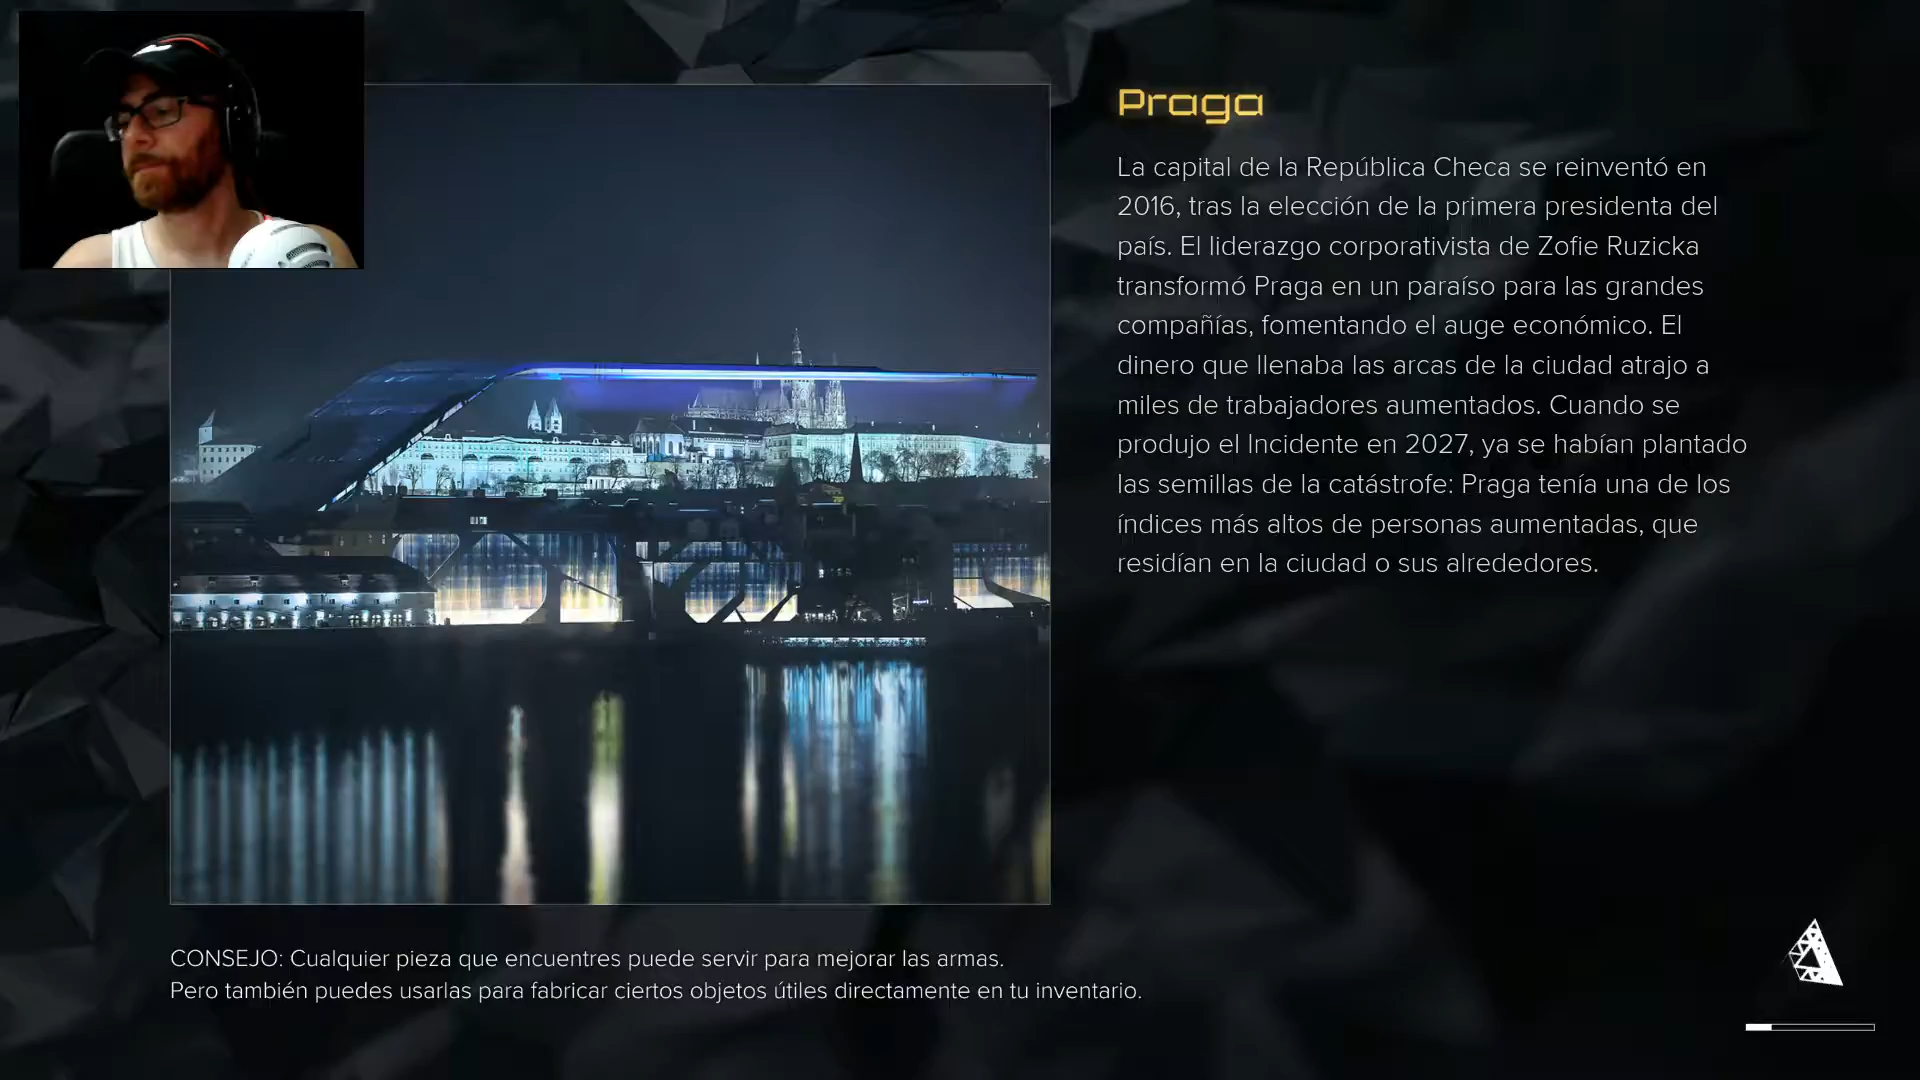 Praga
La capital de la República Checa se reinventó en
2016, tras la elección de la primera presidenta del
país. El liderazgo corporativista de Zofie Ruzicka
transformó Praga en un paraíso para las grandes
compañías, fomentando el auge económico. El
dinero que llenaba las arcas de la ciudad atrajo a
miles de trabajadores aumentados. Cuando se
produjo el Incidente en 2027, ya se habían plantado
las semillas de la catástrofe: Praga tenía una de los
índices más altos de personas aumentadas, que
residían en la ciudad o sus alrededores.
CONSEJO: Cualquier pieza que encuentres puede servir para mejorar las armas.
Pero también puedes usarlas para fabricar ciertos objetos útiles directamente en tu inventario.